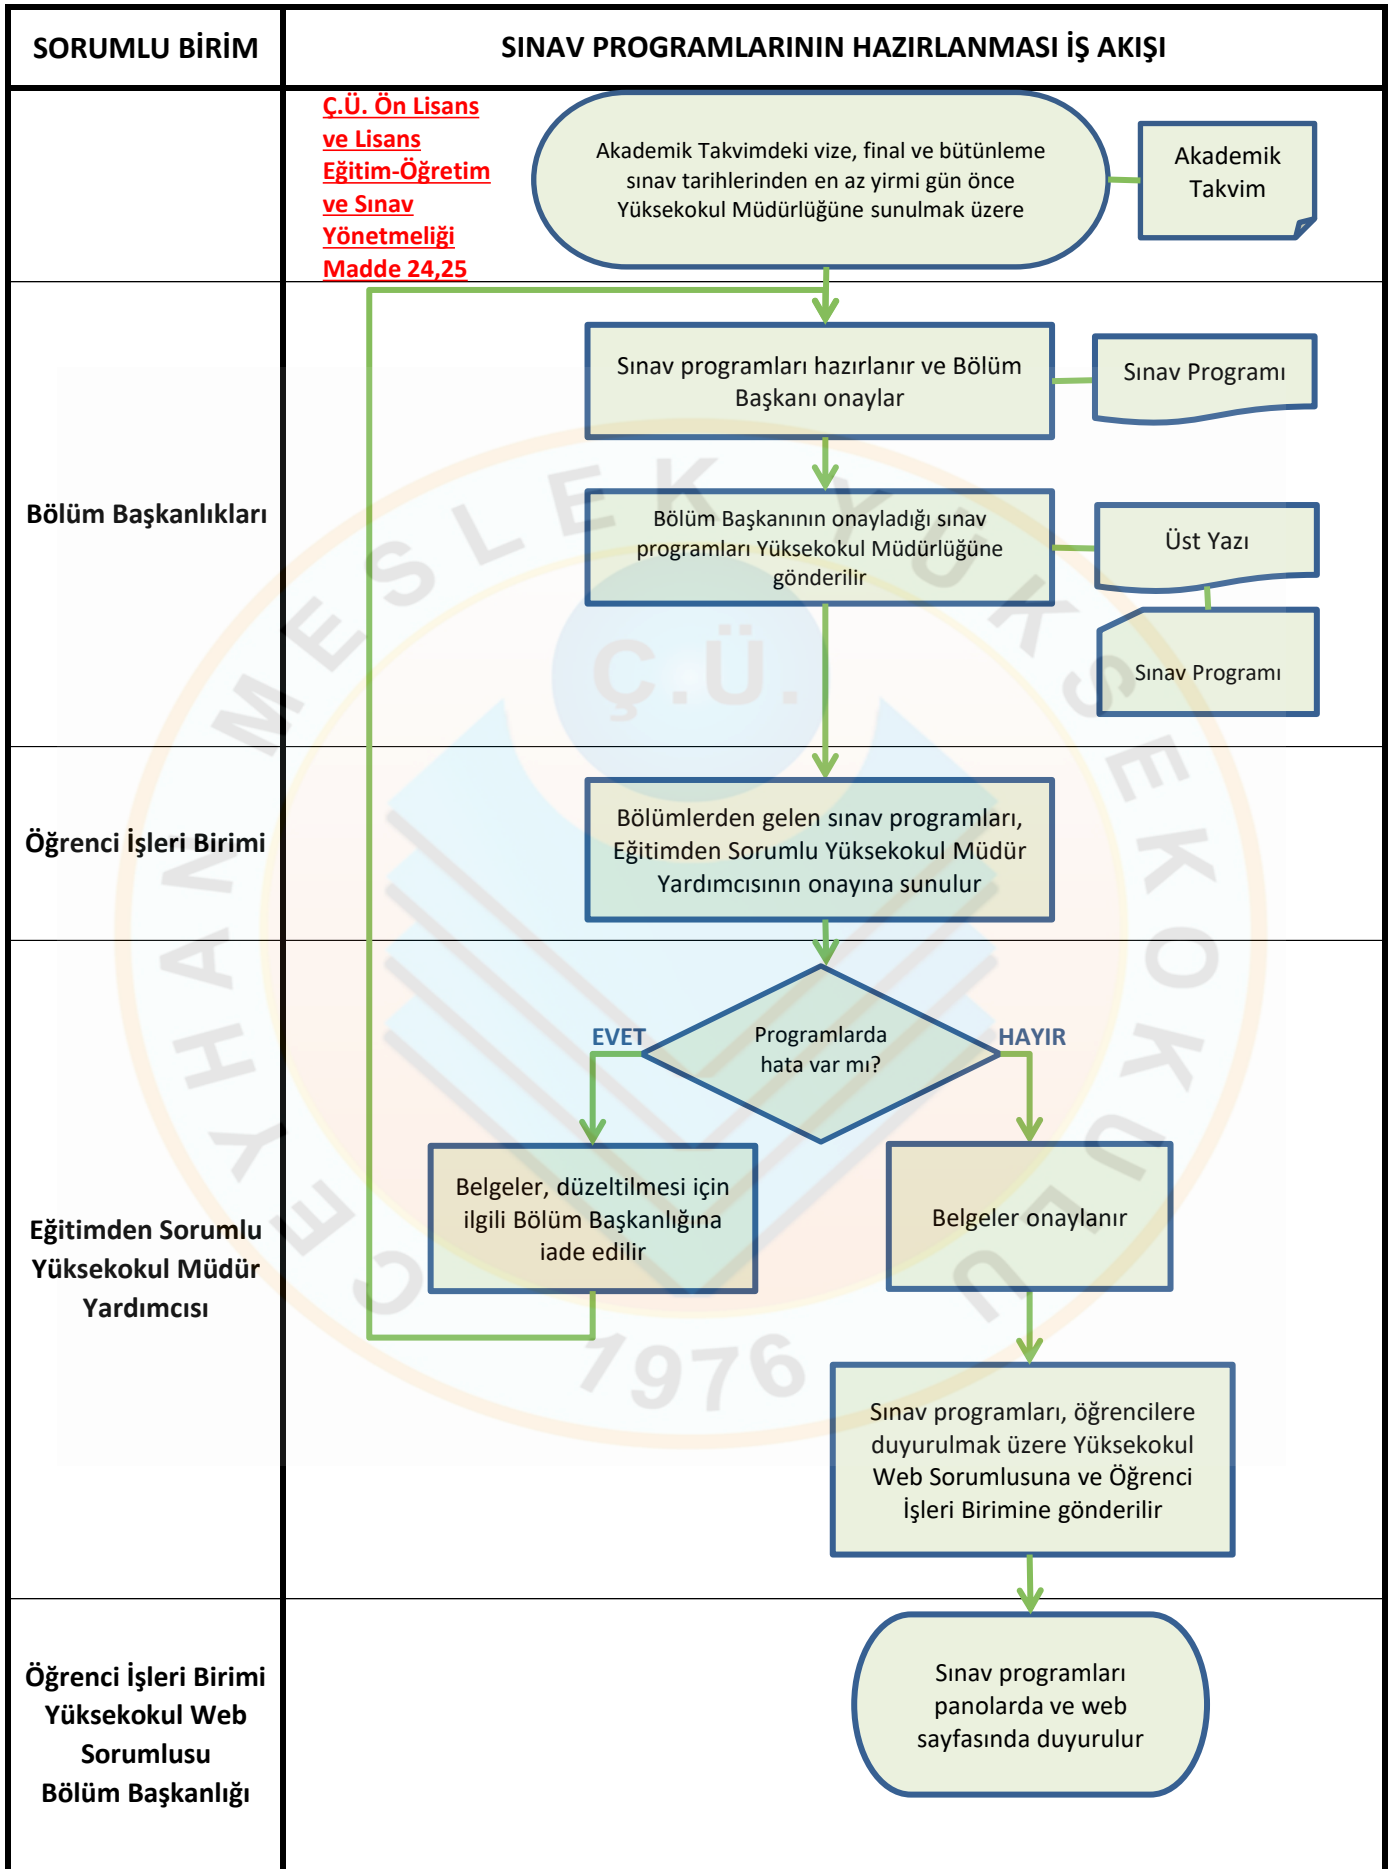 SORUMLU BİRİM
SINAV PROGRAMLARININ HAZIRLANMASI İŞ AKIŞI
Ç.Ü. Ön Lisans
ve Lisans
Eğitim-Öğretim
ve Sınav
Yönetmeliği
Madde 24,25
Akademik Takvimdeki vize, final ve bütünleme
sınav tarihlerinden en az yirmi gün önce
Yüksekokul Müdürlüğüne sunulmak üzere
Akademik
Takvim
Bölüm Başkanlıkları
Sınav programları hazırlanır ve Bölüm
Başkanı onaylar
Sınav Programı
Bölüm Başkanının onayladığı sınav
programları Yüksekokul Müdürlüğüne
gönderilir
Üst Yazı
Sınav Programı
Öğrenci İşleri Birimi
Bölümlerden gelen sınav programları,
Eğitimden Sorumlu Yüksekokul Müdür
Yardımcısının onayına sunulur
Eğitimden Sorumlu
Yüksekokul Müdür
Yardımcısı
Programlarda
hata var mı?
EVET
HAYIR
Belgeler, düzeltilmesi için
ilgili Bölüm Başkanlığına
iade edilir
Belgeler onaylanır
Sınav programları, öğrencilere
duyurulmak üzere Yüksekokul
Web Sorumlusuna ve Öğrenci
İşleri Birimine gönderilir
Öğrenci İşleri Birimi
Yüksekokul Web
Sorumlusu
Bölüm Başkanlığı
Sınav programları
panolarda ve web
sayfasında duyurulur
CEYHAN MESLEK YÜKSEKOKULU
Ç.Ü.
1976